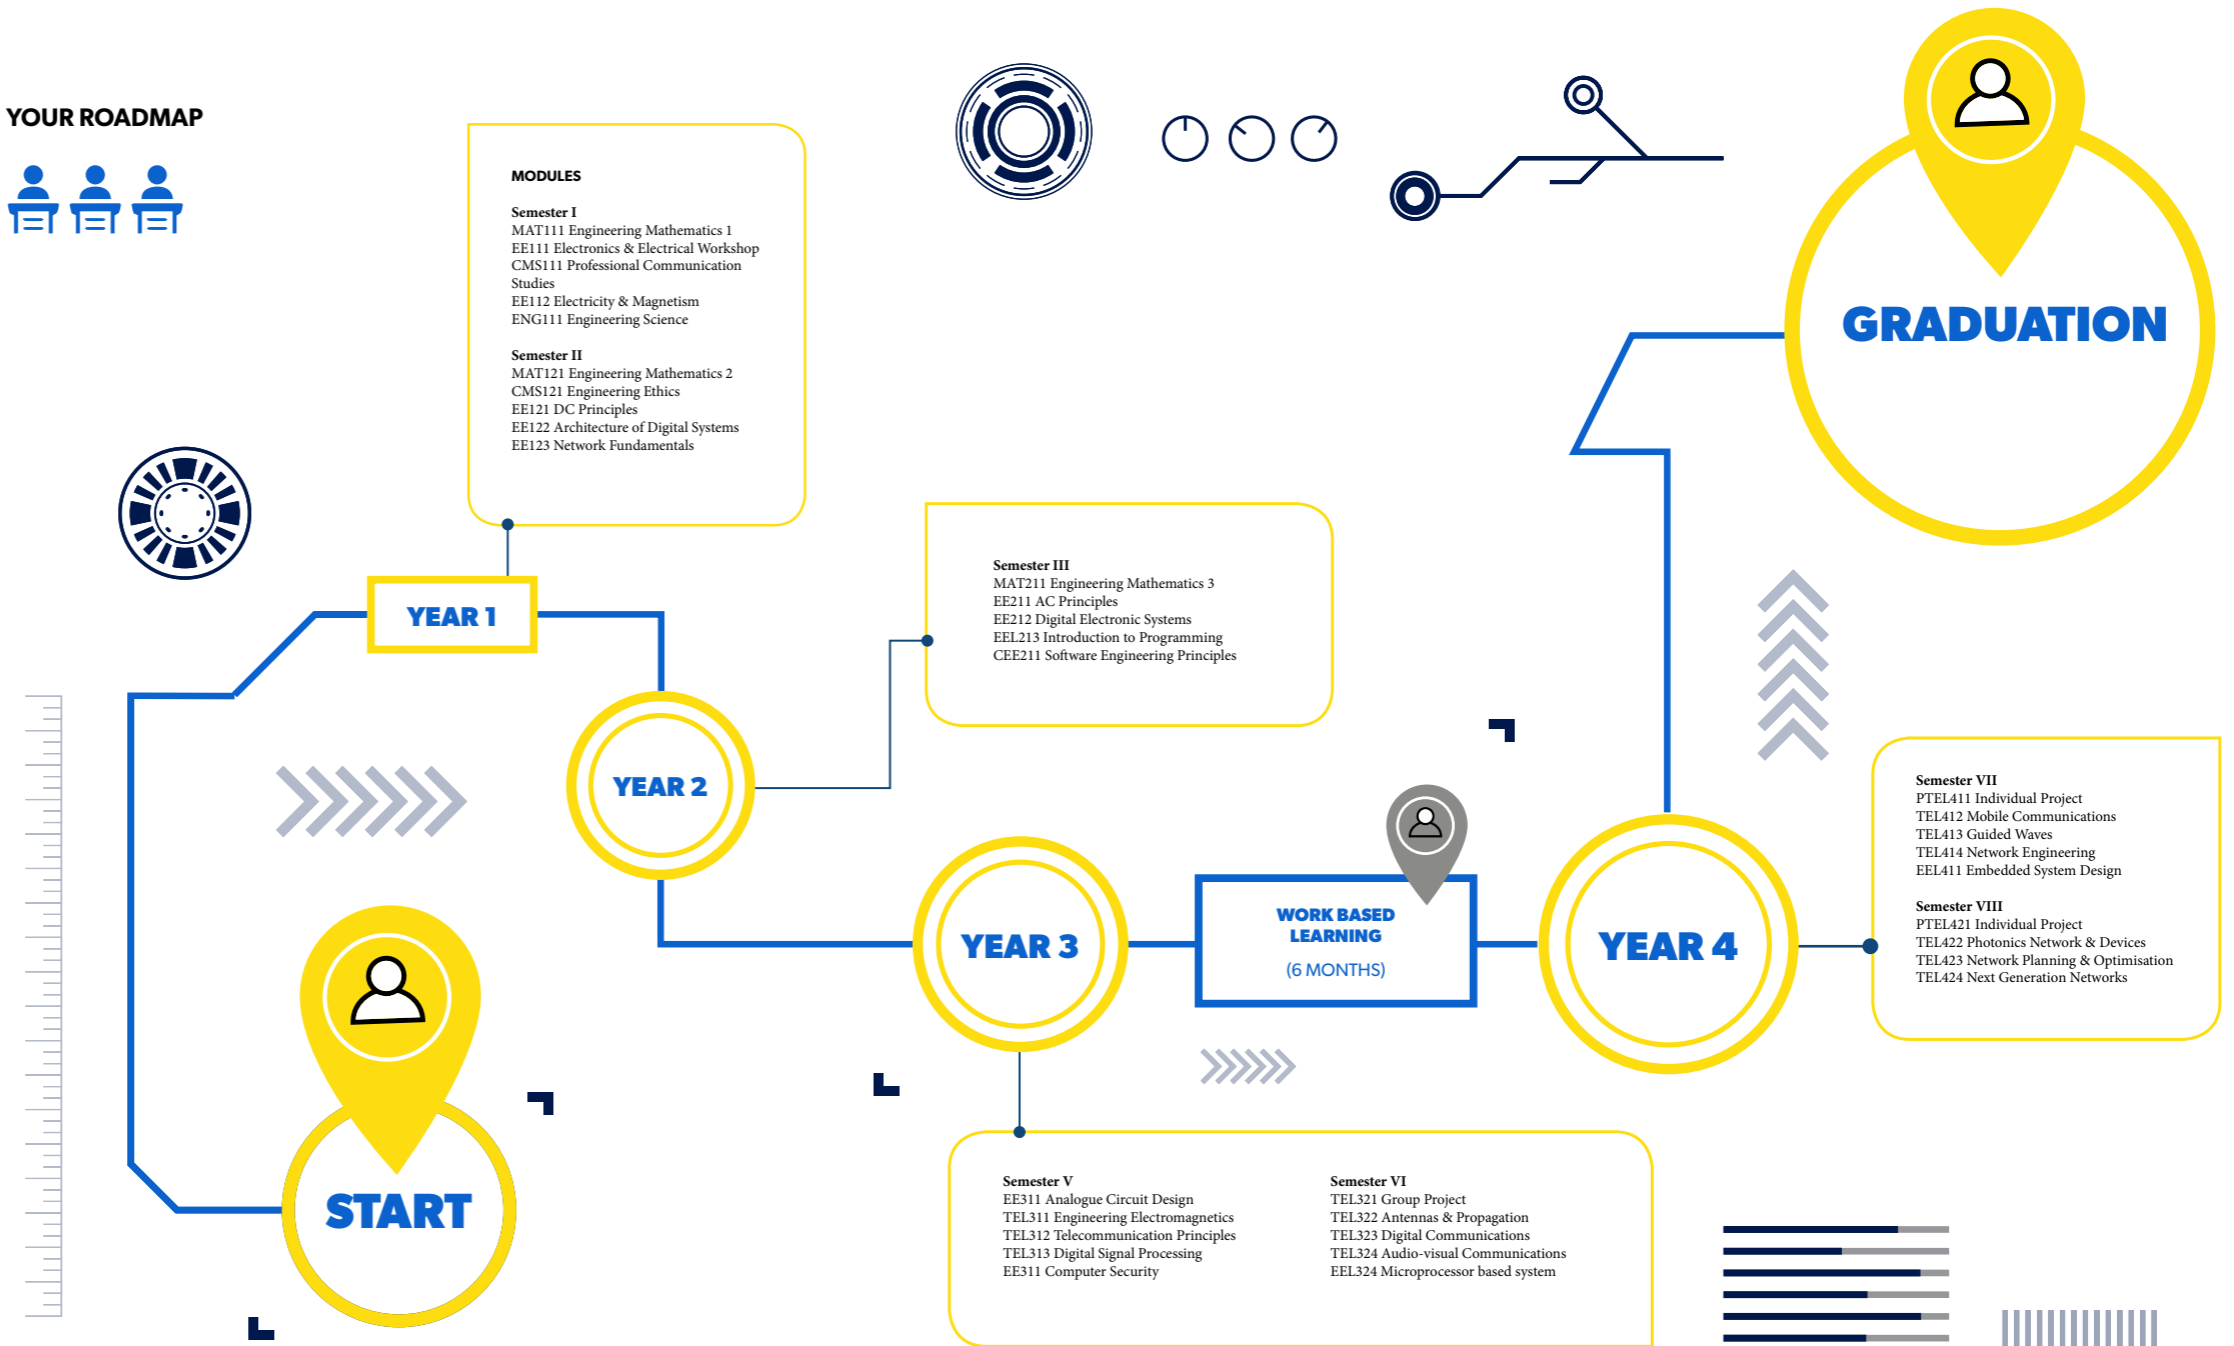 YOUR ROADMAP
MODULES
Semester I
MAT111 Engineering Mathematics 1
EE111 Electronics & Electrical Workshop
CMS111 Professional Communication
Studies
EE112 Electricity & Magnetism
ENG111 Engineering Science
Semester II
MAT121 Engineering Mathematics 2
CMS121 Engineering Ethics
EE121 DC Principles
EE122 Architecture of Digital Systems
EE123 Network Fundamentals
GRADUATION
Semester III
MAT211 Engineering Mathematics 3
EE211 AC Principles
EE212 Digital Electronic Systems
EEL213 Introduction to Programming
CEE211 Software Engineering Principles
YEAR 1
YEAR 2
YEAR 3
WORK BASED
LEARNING
(6 MONTHS)
YEAR 4
Semester VII
PTEL411 Individual Project
TEL412 Mobile Communications
TEL413 Guided Waves
TEL414 Network Engineering
EEL411 Embedded System Design
Semester VIII
PTEL421 Individual Project
TEL422 Photonics Network & Devices
TEL423 Network Planning & Optimisation
TEL424 Next Generation Networks
START
Semester V
EE311 Analogue Circuit Design
TEL311 Engineering Electromagnetics
TEL312 Telecommunication Principles
TEL313 Digital Signal Processing
EE311 Computer Security
Semester VI
TEL321 Group Project
TEL322 Antennas & Propagation
TEL323 Digital Communications
TEL324 Audio-visual Communications
EEL324 Microprocessor based system